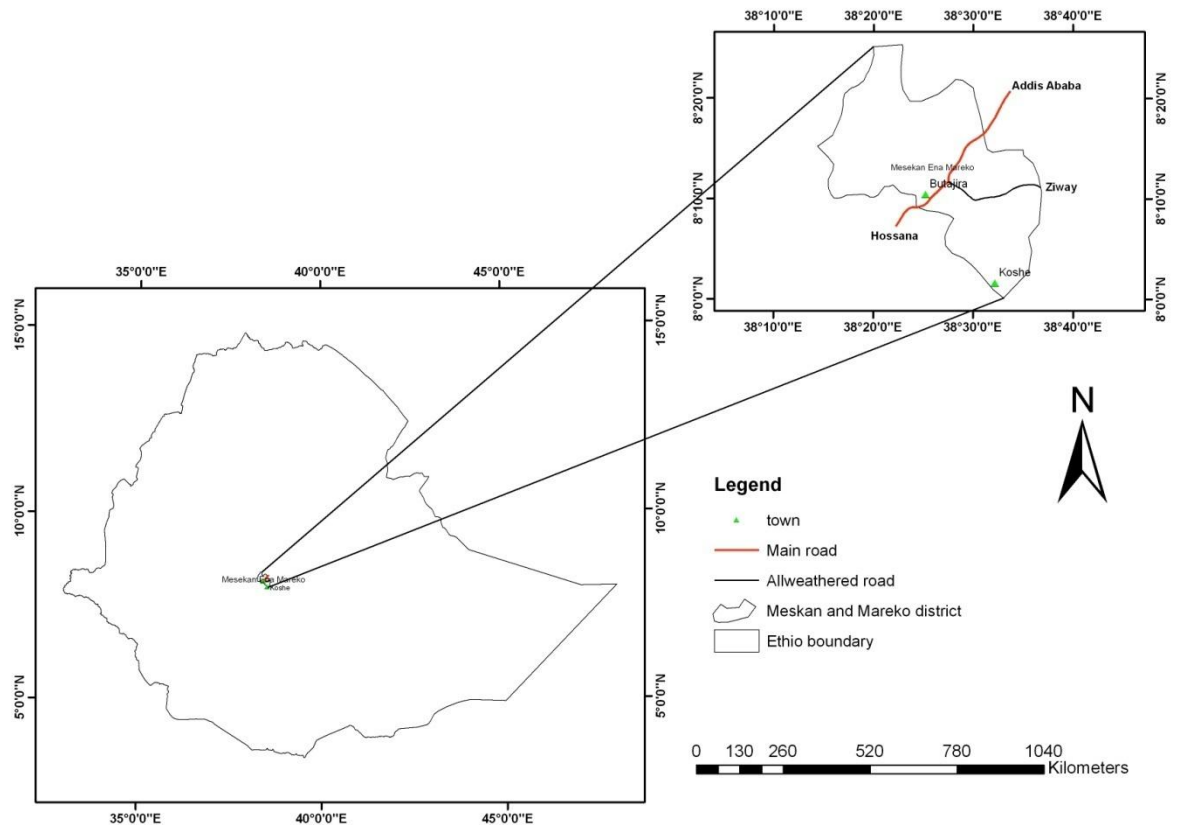 38°10'0"E 38°20'0"E 38°30'0"E 38°40'0"E
8°20'0"N
8°10'0"N
8°0'0"N
Addis Ababa
Mesekan Ena Mareko
Butajira
Ziway
Hossana
Koshe
8°20'0"N
8°10'0"N
8°0'0"N
38°10'0"E 38°20'0"E 38°30'0"E 38°40'0"E
35°0'0"E 40°0'0"E 45°0'0"E
15°0'0"N
10°0'0"N
5°0'0"N
Mesekan Ena Mareko
Koshe
15°0'0"N
10°0'0"N
5°0'0"N
35°0'0"E 40°0'0"E 45°0'0"E
N
Legend
town
Main road
Allweathered road
Meskan and Mareko district
Ethio boundary
0 130 260 520 780 1040
Kilometers